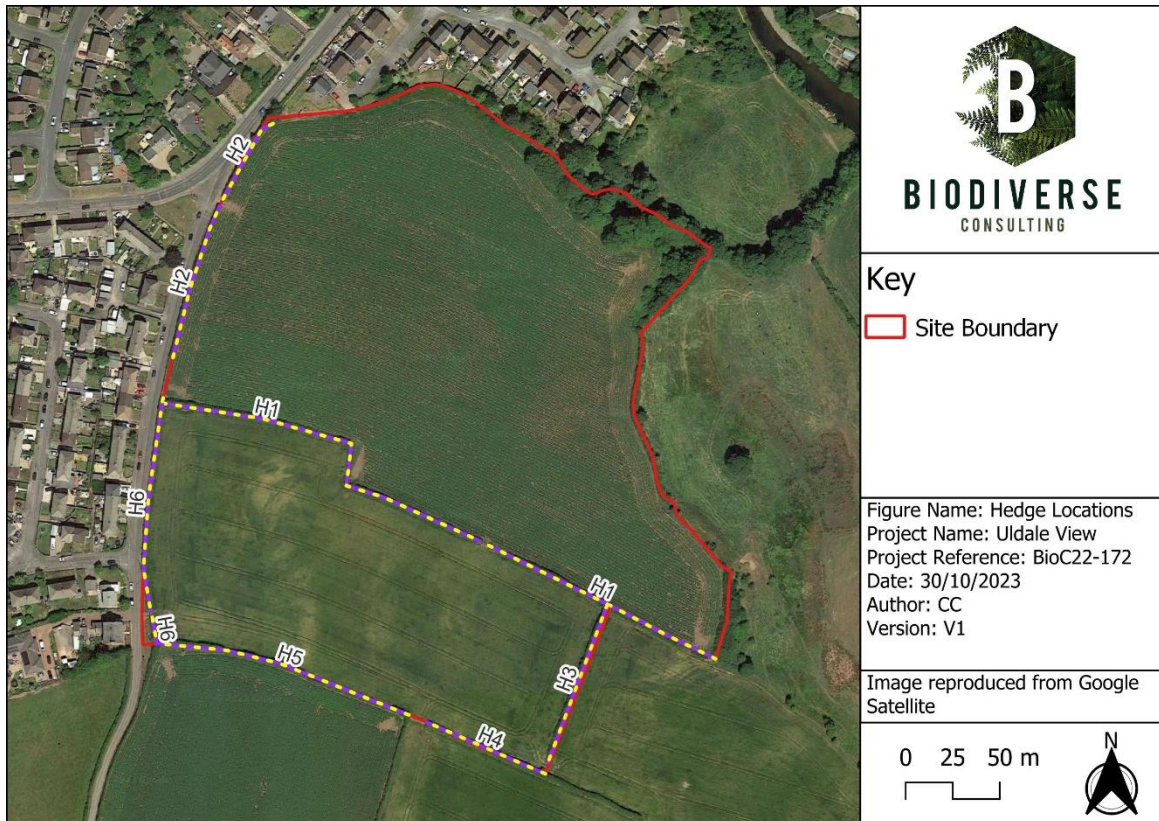 H2
H2
H1
H6
H1
H6
H5
H3
H4
B
BIODIVERSE
CONSULTING
Key
Site Boundary
Figure Name: Hedge Locations
Project Name: Uldale View
Project Reference: BioC22-172
Date: 30/10/2023
Author: CC
Version: V1
Image reproduced from Google
Satellite
0 25 50 m
N